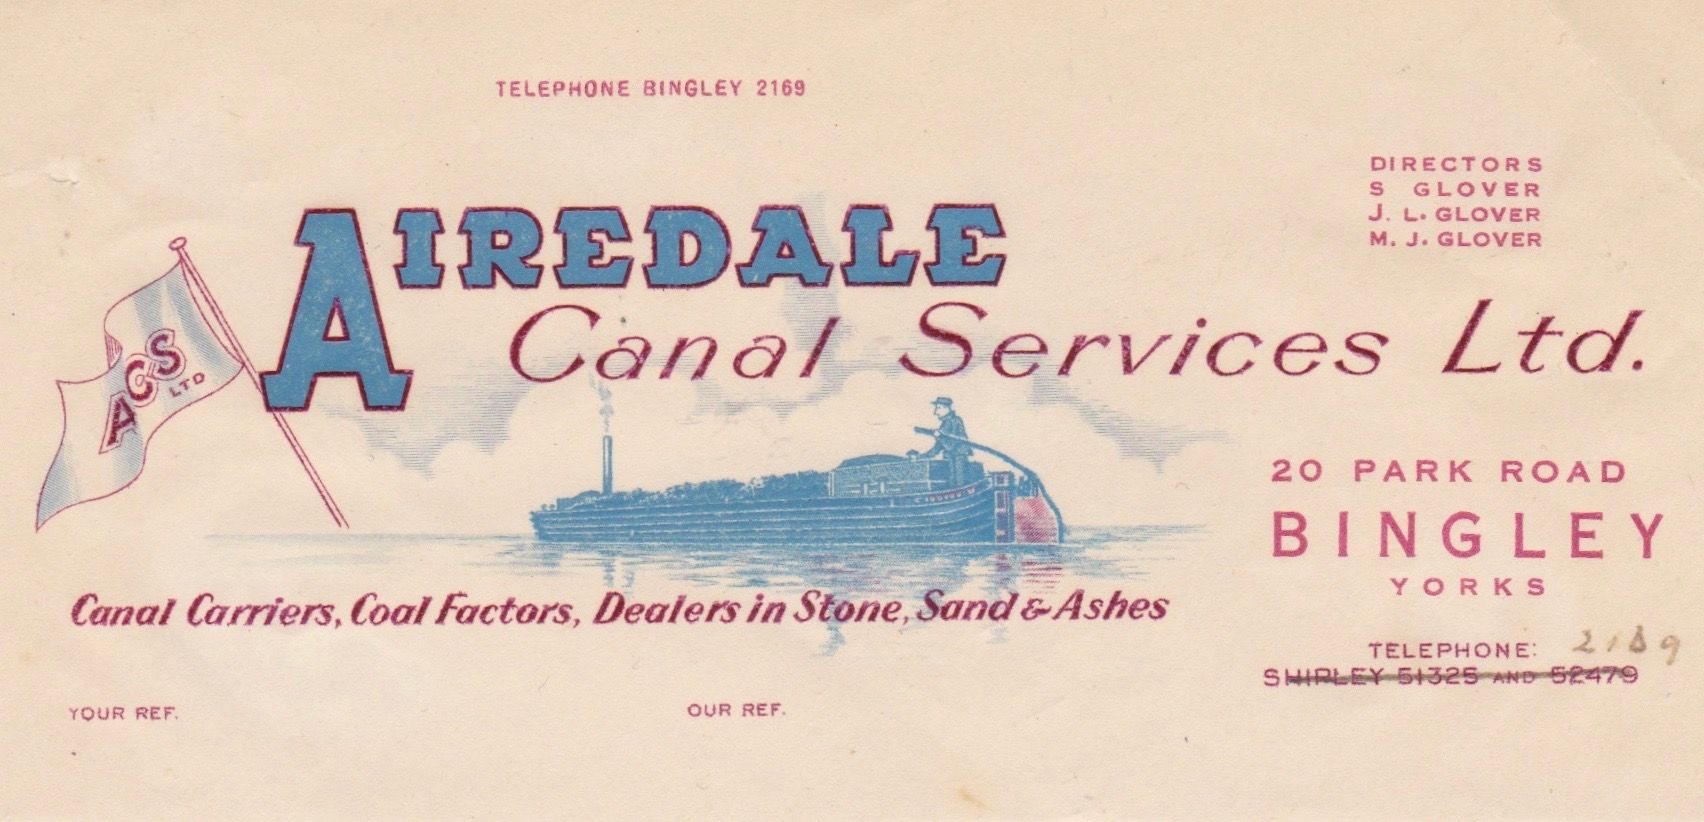 TELEPHONE BINGLEY 2169
DIRECTORS
S GLOVER
J. L. GLOVER
M. J. GLOVER
AIREDALE
Canal Services Ltd.
ACS
LTD
20 PARK ROAD
BINGLEY
YORKS
Canal Carriers, Coal Factors, Dealers in Stone, Sand & Ashes
TELEPHONE: 2169
SHIPLEY 51325 AND 52479
YOUR REF.
OUR REF.